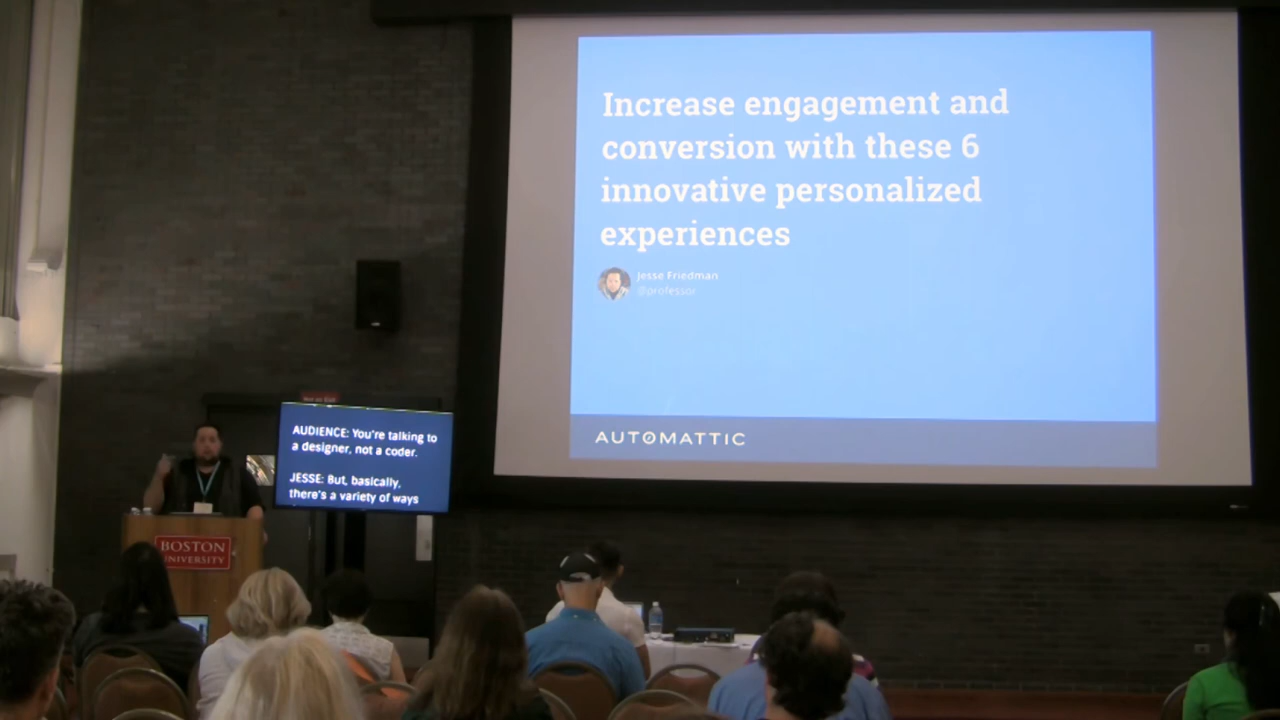 Increase engagement and
conversion with these 6
innovative personalized
experiences
Jesse Friedman
@professor
AUTOMATTIC
AUDIENCE: You're talking to
a designer, not a coder.
JESSE: But, basically,
there's a variety of ways
BOSTON
UNIVERSITY